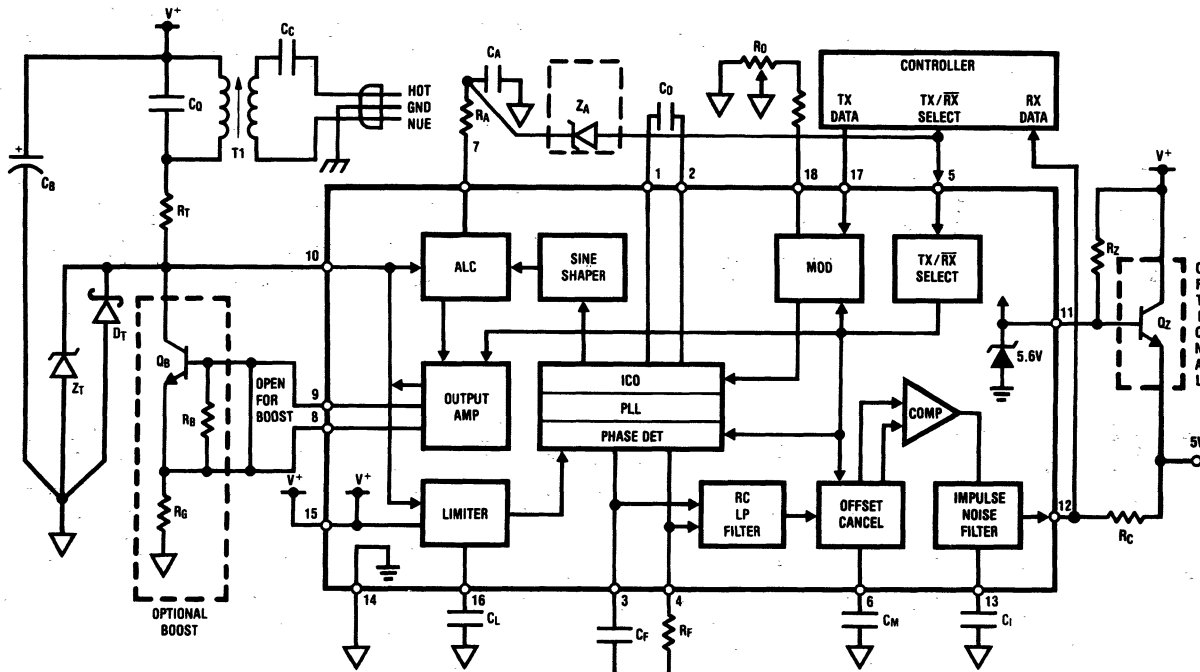 V+
CC
CQ
T1
HOT
GND
NUE
+
CB
RT
CA
RA
7
ZA
CO
RO
CONTROLLER
TX
DATA
TX/RX
SELECT
RX
DATA
1
2
18
17
5
V+
10
ALC
SINE
SHAPER
MOD
TX/RX
SELECT
RZ
11
QZ
5.6V
DT
ZT
QB
RB
OPEN
FOR
BOOST
9
8
OUTPUT
AMP
ICO
PLL
PHASE DET
COMP
5V
RG
V+
V+
15
LIMITER
RC
LP
FILTER
OFFSET
CANCEL
IMPULSE
NOISE
FILTER
12
RC
OPTIONAL
BOOST
14
16
CL
3
CF
4
RF
6
CM
13
CI